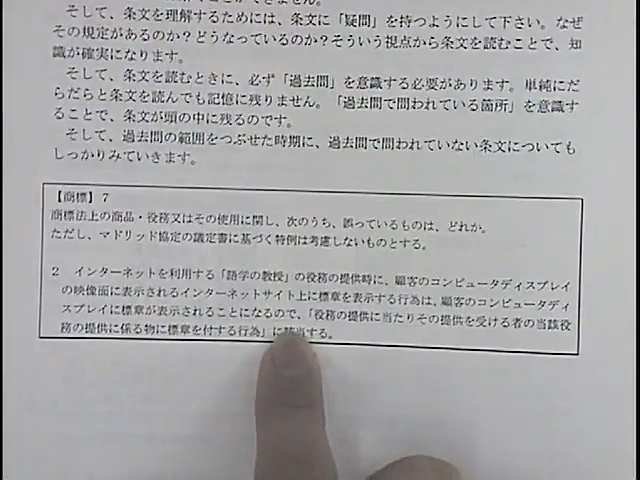 そして、条文を理解するためには、条文に「疑問」を持つようにして下さい。なぜ
その規定があるのか？どうなっているのか？そういう視点から条文を読むことで、知
識が確実になります。
そして、条文を読むときに、必ず「過去問」を意識する必要があります。単純にだ
らだらと条文を読んでも記憶に残りません。「過去問で問われている箇所」を意識す
ることで、条文が頭の中に残るのです。
そして、過去問の範囲をつぶせた時期に、過去問で問われていない条文についても
しっかりみていきます。
【商標】7
商標法上の商品・役務又はその使用に関し、次のうち、誤っているものは、どれか。
ただし、マドリッド協定の議定書に基づく特例は考慮しないものとする。
2 インターネットを利用する「語学の教授」の役務の提供時に、顧客のコンピュータディスプレイ
の映像面に表示されるインターネットサイト上に標章を表示する行為は、顧客のコンピュータディ
スプレイに標章が表示されることになるので、「役務の提供に当たりその提供を受ける者の当該役
務の提供に係る物に標章を付する行為」に該当する。